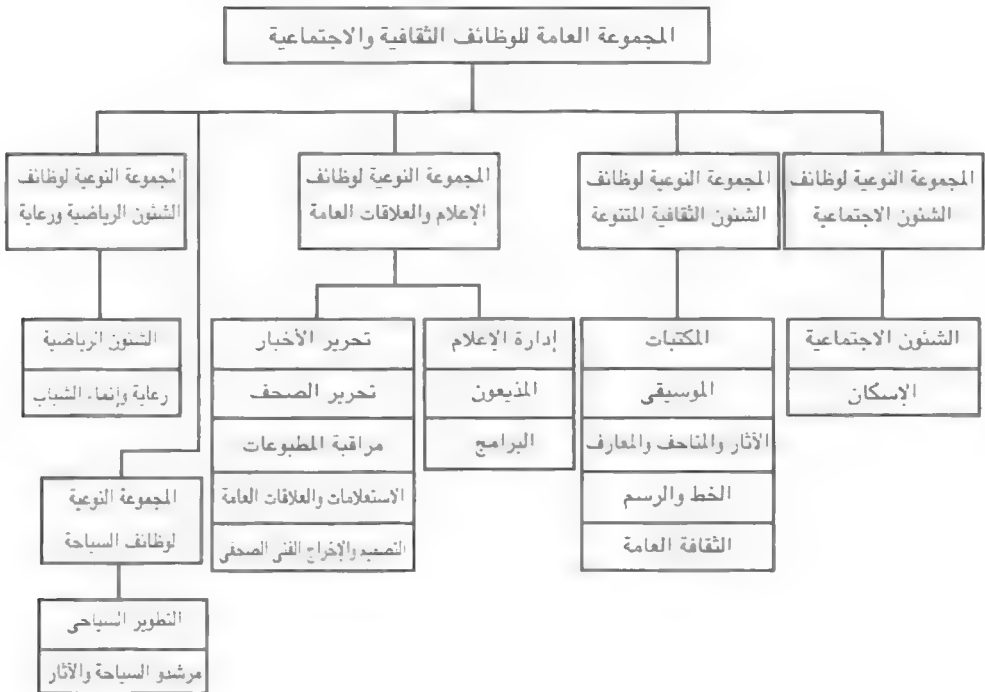 المجموعة العامة للوظائف الثقافية والاجتماعية
المجموعة النوعية لوظائف
الشئون الاجتماعية
المجموعة النوعية لوظائف
الشئون الثقافية المتنوعة
المجموعة النوعية لوظائف
الإعلام والعلاقات العامة
المجموعة النوعية لوظائف
الشئون الرياضية ورعاية
الشئون الاجتماعية
الإسكان
المكتبات
الموسيقى
الآثار والمتاحف والمعارف
الخط والرسم
الثقافة العامة
إدارة الإعلام
المذيعون
البرامج
تحرير الأخبار
تحرير الصحف
مراقبة المطبوعات
الاستعلامات والعلاقات العامة
التصميم والإخراج الفنى الصحفى
الشئون الرياضية
رعاية وإنماء الشباب
المجموعة النوعية
لوظائف السياحة
التطوير السياحى
مرشدو السياحة والآثار